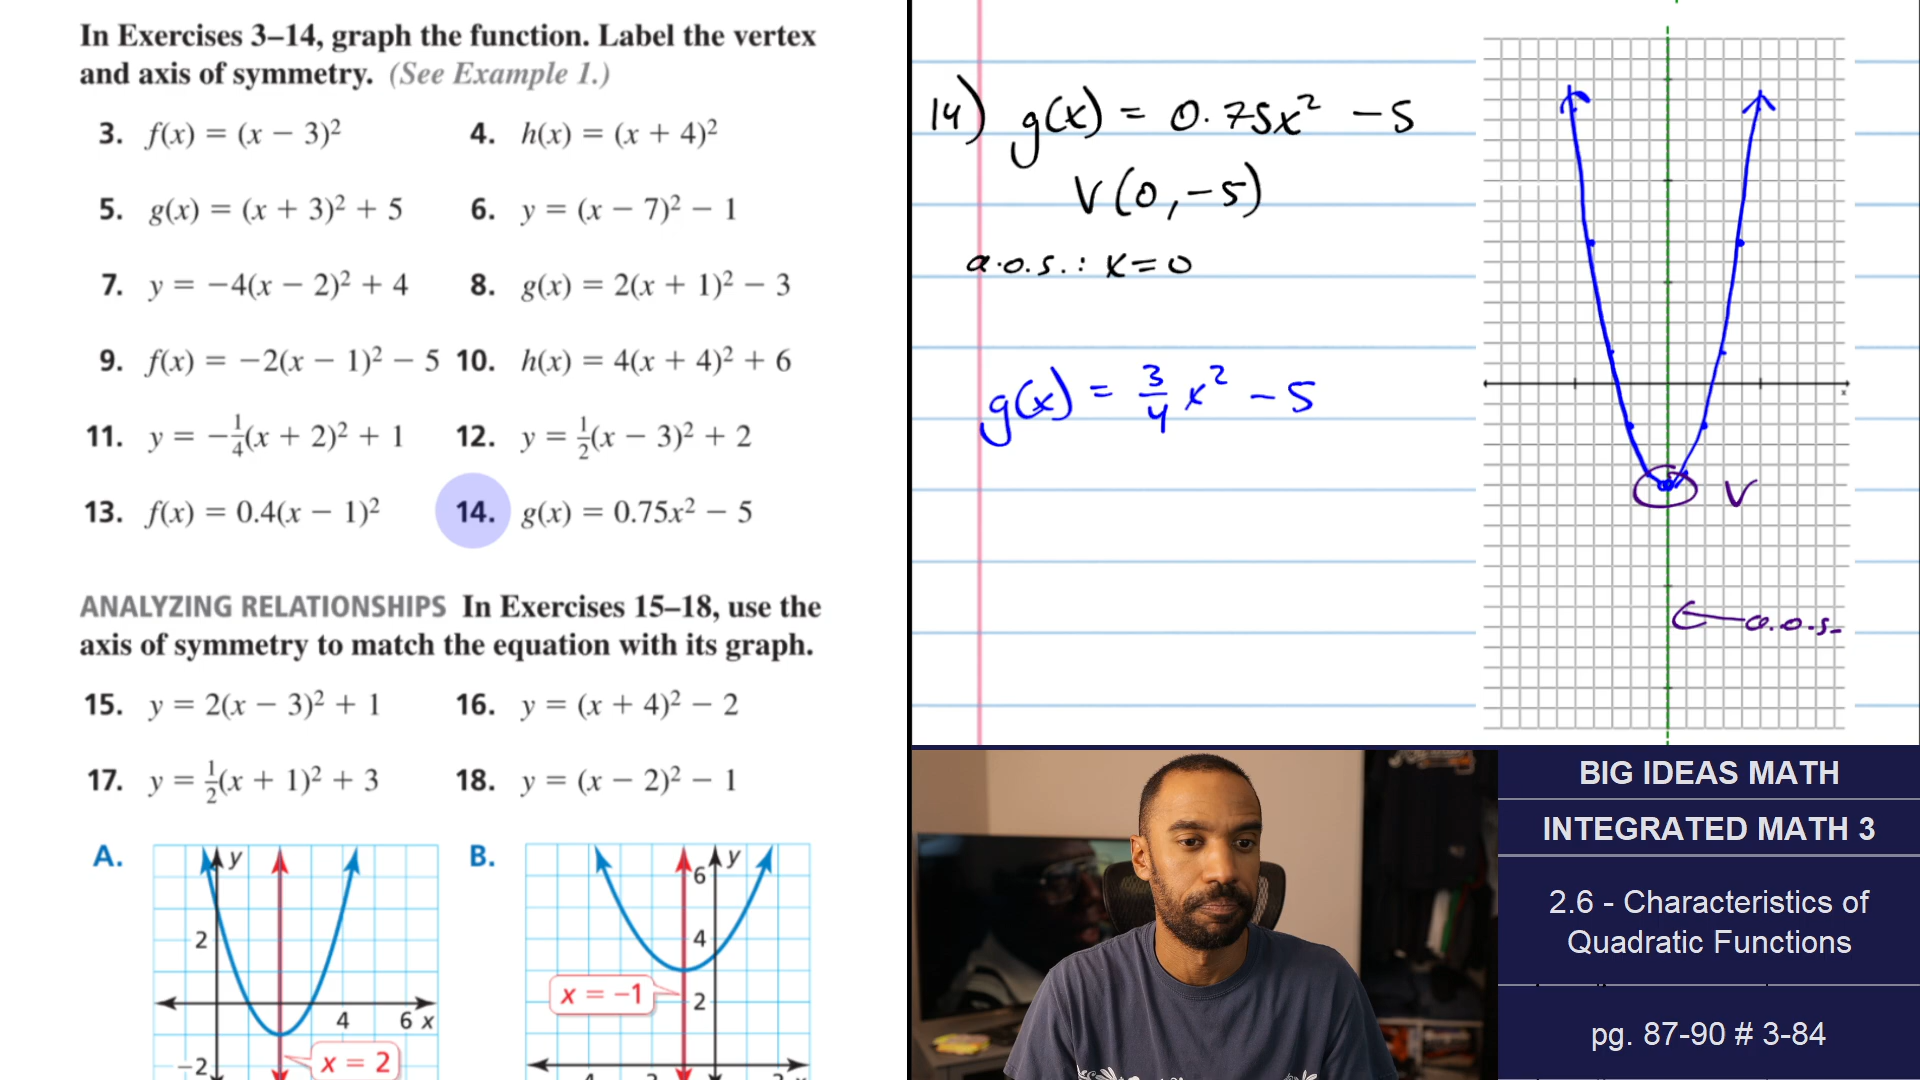 In Exercises 3–14, graph the function. Label the vertex
and axis of symmetry. (See Example 1.)
3. f(x) = (x − 3)² 4. h(x) = (x + 4)²
5. g(x) = (x + 3)² + 5 6. y = (x − 7)² − 1
7. y = −4(x − 2)² + 4 8. g(x) = 2(x + 1)² − 3
9. f(x) = −2(x − 1)² − 5 10. h(x) = 4(x + 4)² + 6
11. y = −1/4(x + 2)² + 1 12. y = 1/2(x − 3)² + 2
13. f(x) = 0.4(x − 1)² 14. g(x) = 0.75x² − 5
ANALYZING RELATIONSHIPS In Exercises 15–18, use the
axis of symmetry to match the equation with its graph.
15. y = 2(x − 3)² + 1 16. y = (x + 4)² − 2
17. y = 1/2(x + 1)² + 3 18. y = (x − 2)² − 1
A. B.
y
2
4 6 x
−2
x = 2
y
6
4
2
x = −1
14) g(x) = 0.75x² − 5
V(0, −5)
a.o.s.: x = 0
g(x) = 3/4 x² − 5
V
a.o.s.
BIG IDEAS MATH
INTEGRATED MATH 3
2.6 - Characteristics of
Quadratic Functions
pg. 87-90 # 3-84